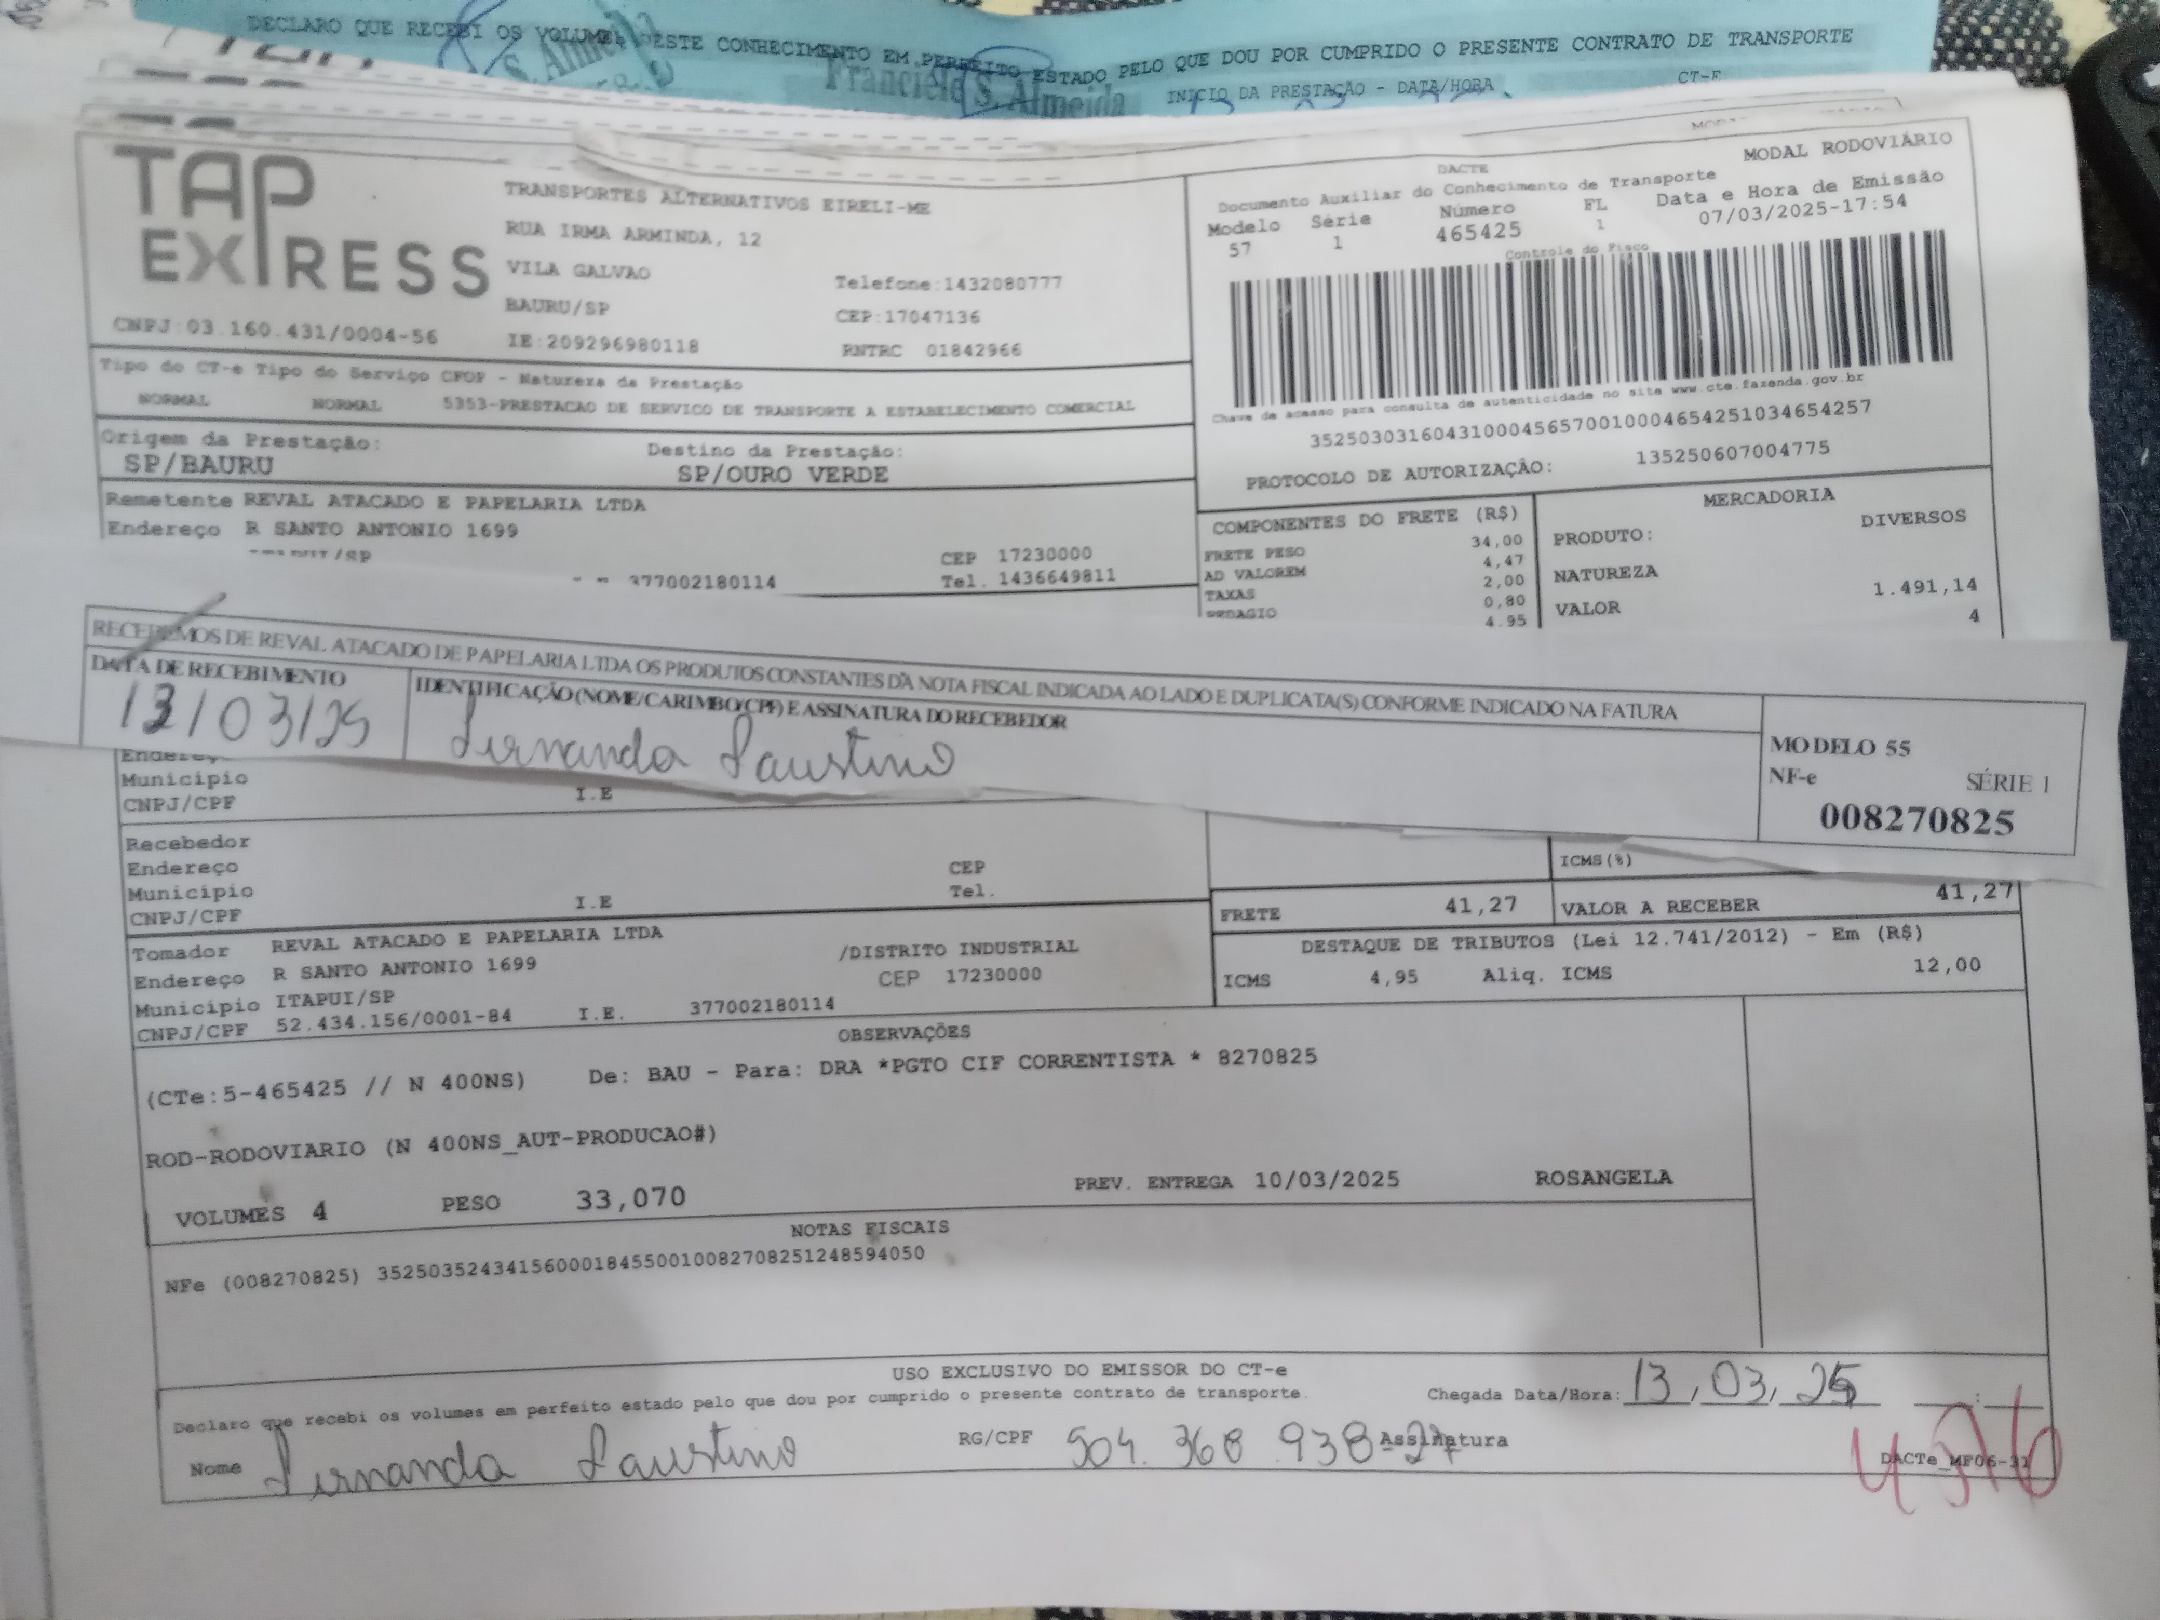 DECLARO QUE RECEBI OS VOLUMES DESTE CONHECIMENTO EM PERFEITO ESTADO PELO QUE DOU POR CUMPRIDO O PRESENTE CONTRATO DE TRANSPORTE
S. Almeida
Franciele S. Almeida
INICIO DA PRESTAÇÃO - DATA/HORA
CT-E
TAP EXPRESS
TRANSPORTES ALTERNATIVOS EIRELI-ME
RUA IRMA ARMINDA, 12
VILA GALVAO
Telefone:1432080777
BAURU/SP
CEP:17047136
CNPJ:03.160.431/0004-56
IE:209296980118
RNTRC 01842966
DACTE
MODAL RODOVIÁRIO
Documento Auxiliar do Conhecimento de Transporte
Modelo Série Número FL Data e Hora de Emissão
57 1 465425 1 07/03/2025-17:54
Controle do Fisco
Chave de acesso para consulta de autenticidade no site www.cte.fazenda.gov.br
35250303160431000456570010004654251034654257
PROTOCOLO DE AUTORIZAÇÃO: 135250607004775
Tipo do CT-e Tipo do Serviço CFOP - Natureza da Prestação
NORMAL NORMAL 5353-PRESTACAO DE SERVICO DE TRANSPORTE A ESTABELECIMENTO COMERCIAL
Origem da Prestação: Destino da Prestação:
SP/BAURU SP/OURO VERDE
Remetente REVAL ATACADO E PAPELARIA LTDA
Endereço R SANTO ANTONIO 1699
/SP CEP 17230000
377002180114 Tel. 1436649811
COMPONENTES DO FRETE (R$)
FRETE PESO 34,00
AD VALOREM 4,47
TAXAS 2,00
PEDAGIO 0,80
4.95
MERCADORIA
PRODUTO: DIVERSOS
NATUREZA
VALOR 1.491,14
4
RECEBEMOS DE REVAL ATACADO DE PAPELARIA LTDA OS PRODUTOS CONSTANTES DA NOTA FISCAL INDICADA AO LADO E DUPLICATA(S) CONFORME INDICADO NA FATURA
DATA DE RECEBIMENTO
IDENTIFICAÇÃO (NOME/CARIMBO/CPF) E ASSINATURA DO RECEBEDOR
13/03/25
Fernanda Faustino
MODELO 55
NF-e SÉRIE 1
008270825
Endereço
Município
CNPJ/CPF I.E
Recebedor
Endereço CEP
Município Tel.
CNPJ/CPF I.E
ICMS(%)
FRETE 41,27 VALOR A RECEBER 41,27
DESTAQUE DE TRIBUTOS (Lei 12.741/2012) - Em (R$)
ICMS 4,95 Aliq. ICMS 12,00
Tomador REVAL ATACADO E PAPELARIA LTDA
Endereço R SANTO ANTONIO 1699 /DISTRITO INDUSTRIAL
Município ITAPUI/SP CEP 17230000
CNPJ/CPF 52.434.156/0001-84 I.E. 377002180114
OBSERVAÇÕES
(CTe:5-465425 // N 400NS) De: BAU - Para: DRA *PGTO CIF CORRENTISTA * 8270825
ROD-RODOVIARIO (N 400NS_AUT-PRODUCAO#)
VOLUMES 4 PESO 33,070 PREV. ENTREGA 10/03/2025 ROSANGELA
NOTAS FISCAIS
NFe (008270825) 35250352434156000184550010082708251248594050
USO EXCLUSIVO DO EMISSOR DO CT-e
Declaro que recebi os volumes em perfeito estado pelo que dou por cumprido o presente contrato de transporte.
Chegada Data/Hora: 13,03,25 :
Nome Fernanda Faustino RG/CPF 504.368.938-27 Assinatura
DACTe_MF06-31